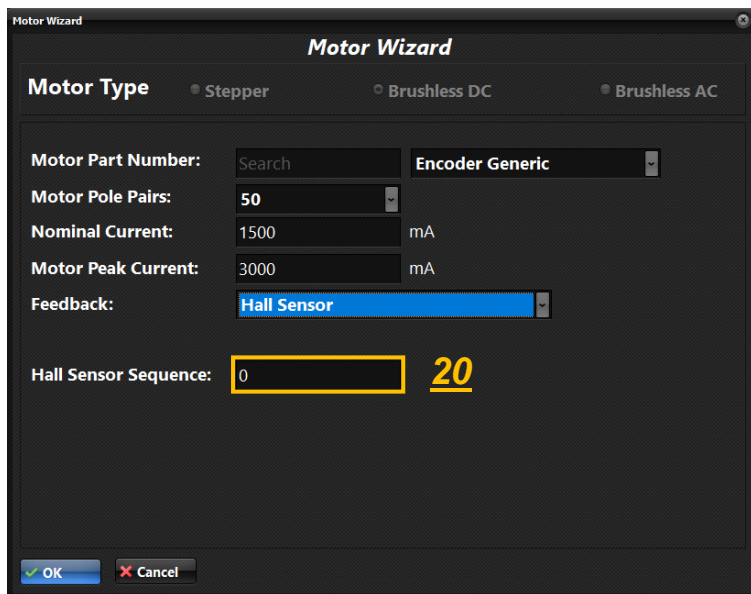 Motor Wizard
Motor Wizard
Motor Type Stepper Brushless DC Brushless AC
Motor Part Number: Search Encoder Generic
Motor Pole Pairs: 50
Nominal Current: 1500 mA
Motor Peak Current: 3000 mA
Feedback: Hall Sensor
Hall Sensor Sequence: 0 20
OK Cancel